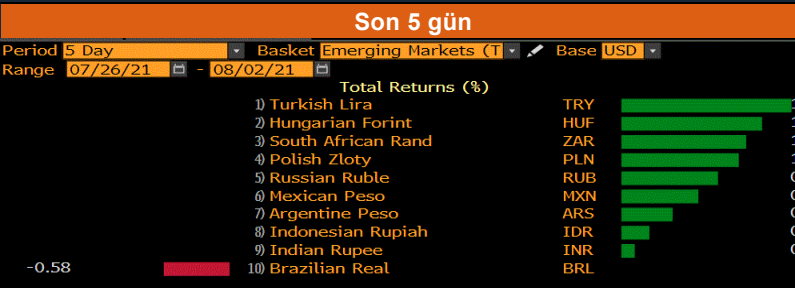 Son 5 gün
Period 5 Day Basket Emerging Markets (T Base USD
Range 07/26/21 - 08/02/21
Total Returns (%)
1) Turkish Lira TRY
2) Hungarian Forint HUF
3) South African Rand ZAR
4) Polish Zloty PLN
5) Russian Ruble RUB
6) Mexican Peso MXN
7) Argentine Peso ARS
8) Indonesian Rupiah IDR
9) Indian Rupee INR
-0.58 10) Brazilian Real BRL